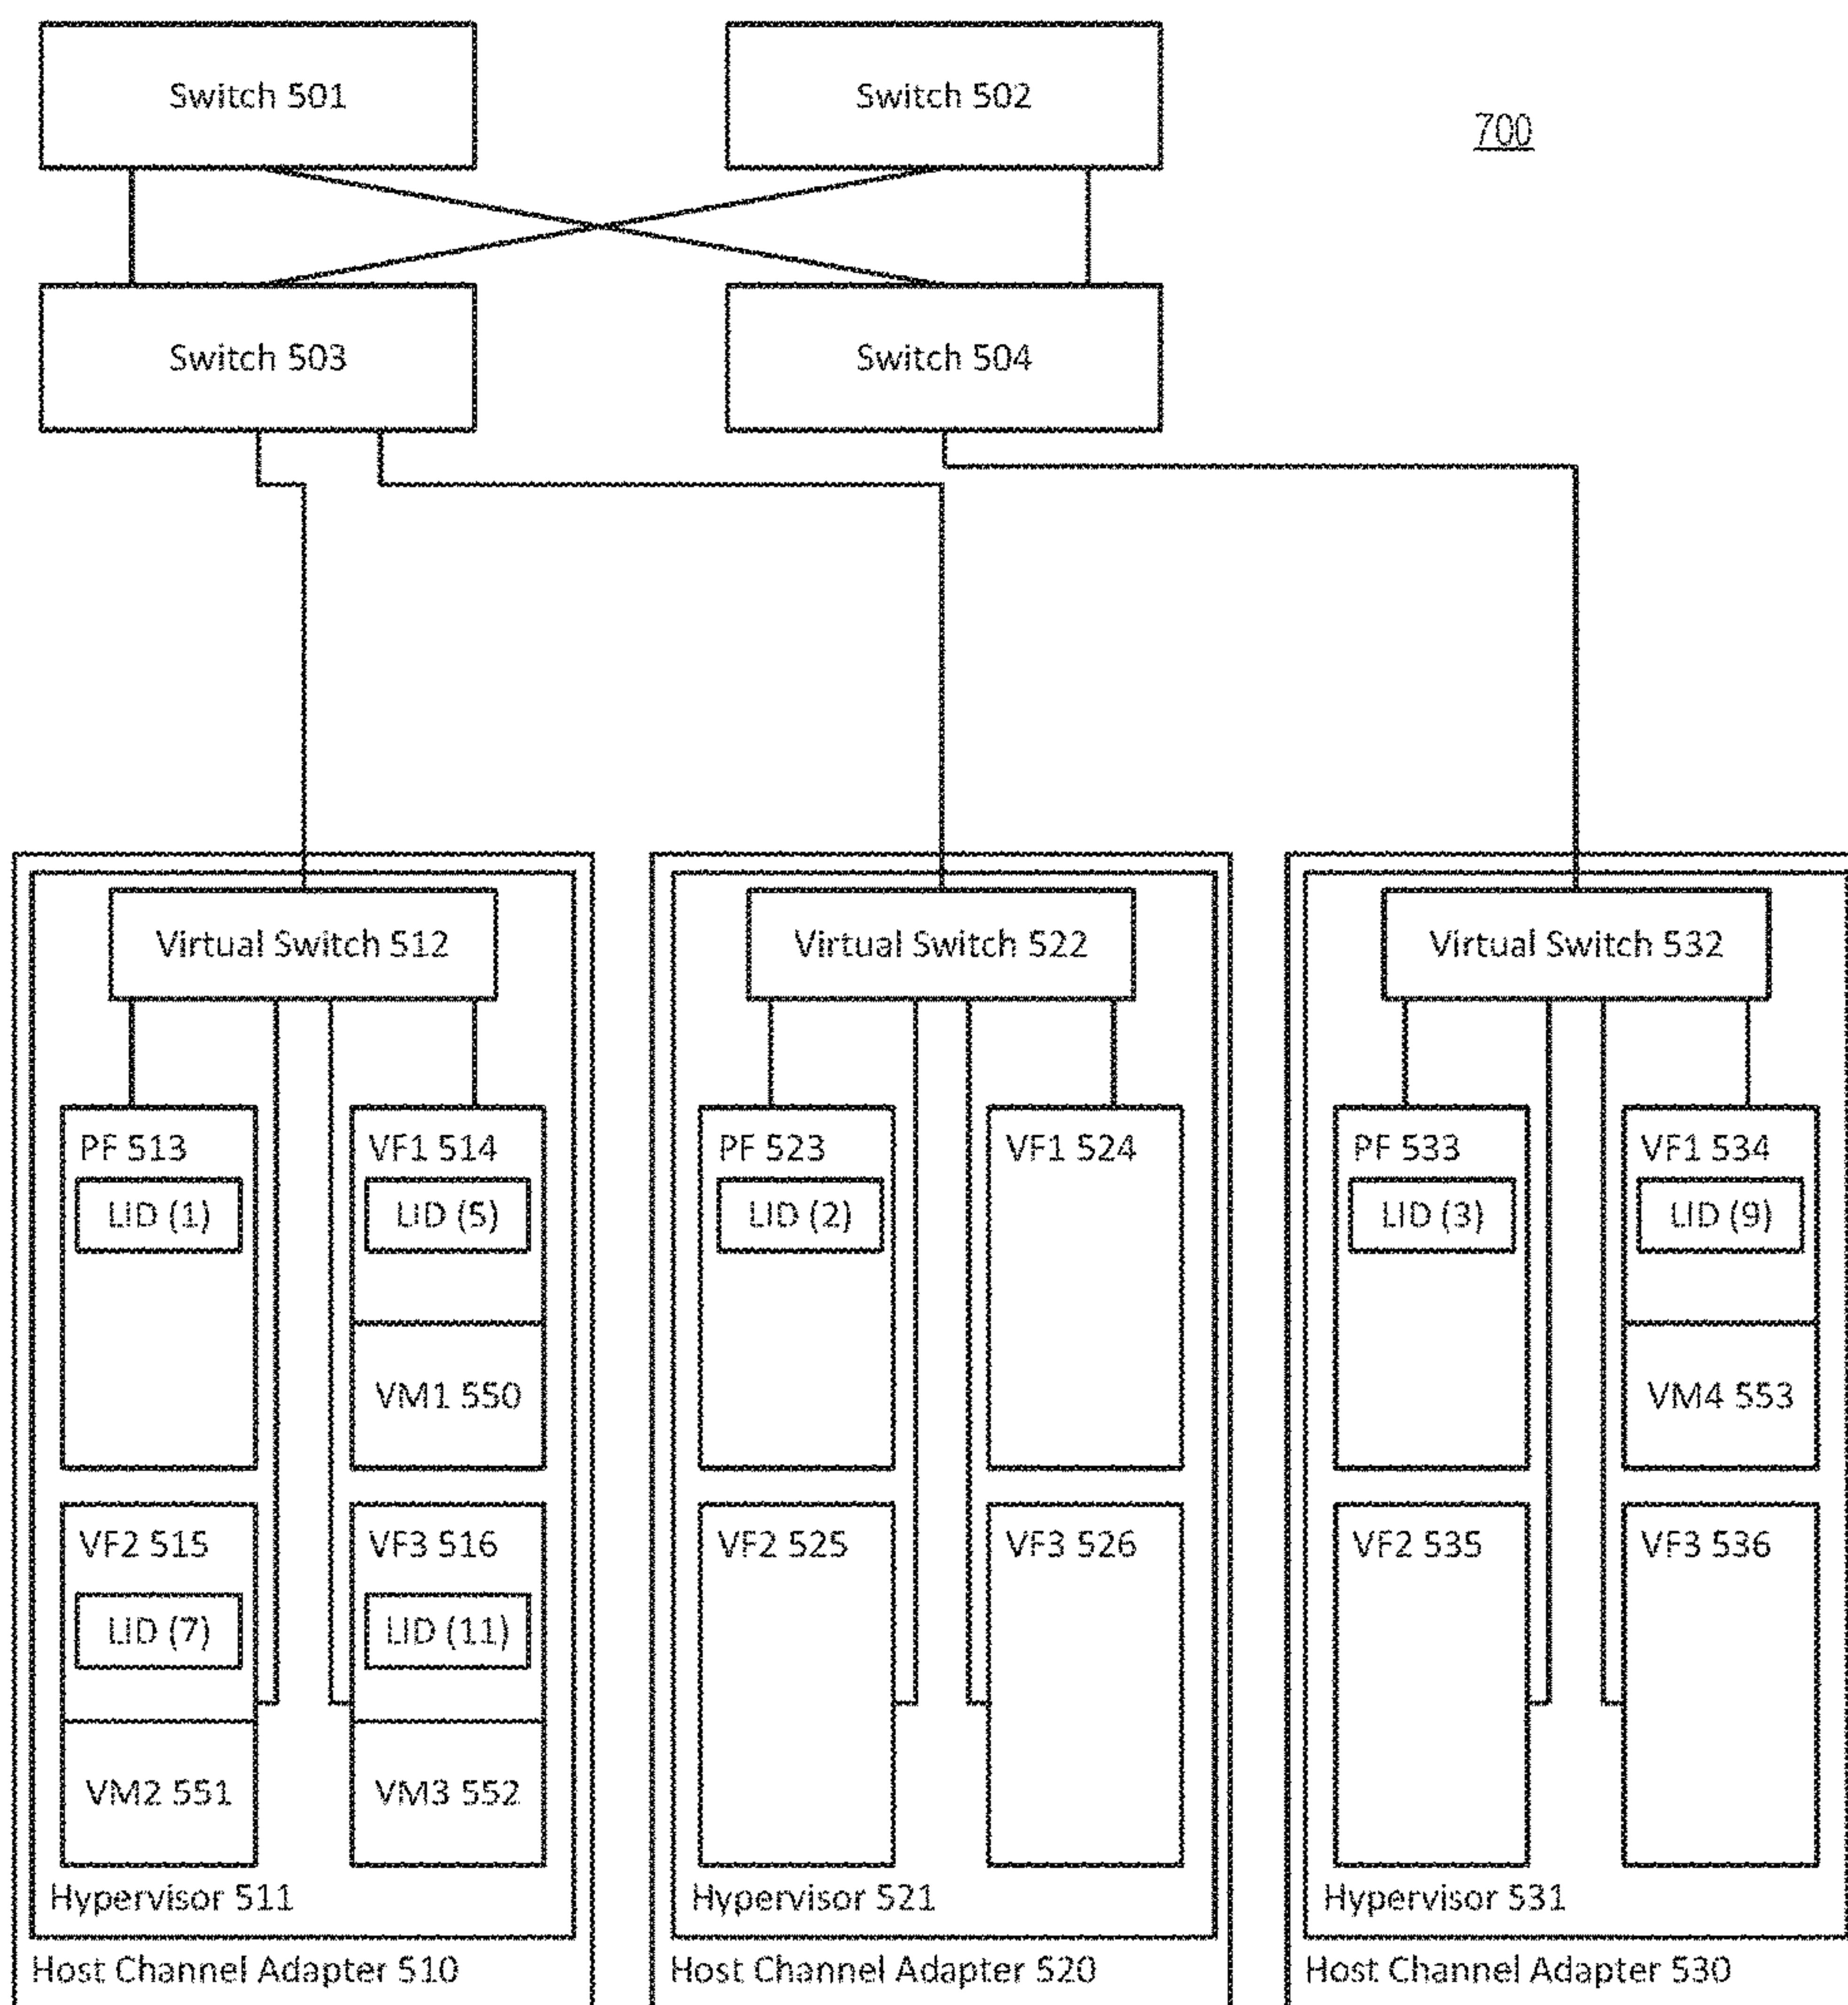 Switch 501
Switch 502
700
Switch 503
Switch 504
Virtual Switch 512
Virtual Switch 522
Virtual Switch 532
PF 513
LID (1)
VF1 514
LID (5)
VM1 550
VF2 515
LID (7)
VM2 551
VF3 516
LID (11)
VM3 552
Hypervisor 511
Host Channel Adapter 510
PF 523
LID (2)
VF1 524
VF2 525
VF3 526
Hypervisor 521
Host Channel Adapter 520
PF 533
LID (3)
VF1 534
LID (9)
VM4 553
VF2 535
VF3 536
Hypervisor 531
Host Channel Adapter 530